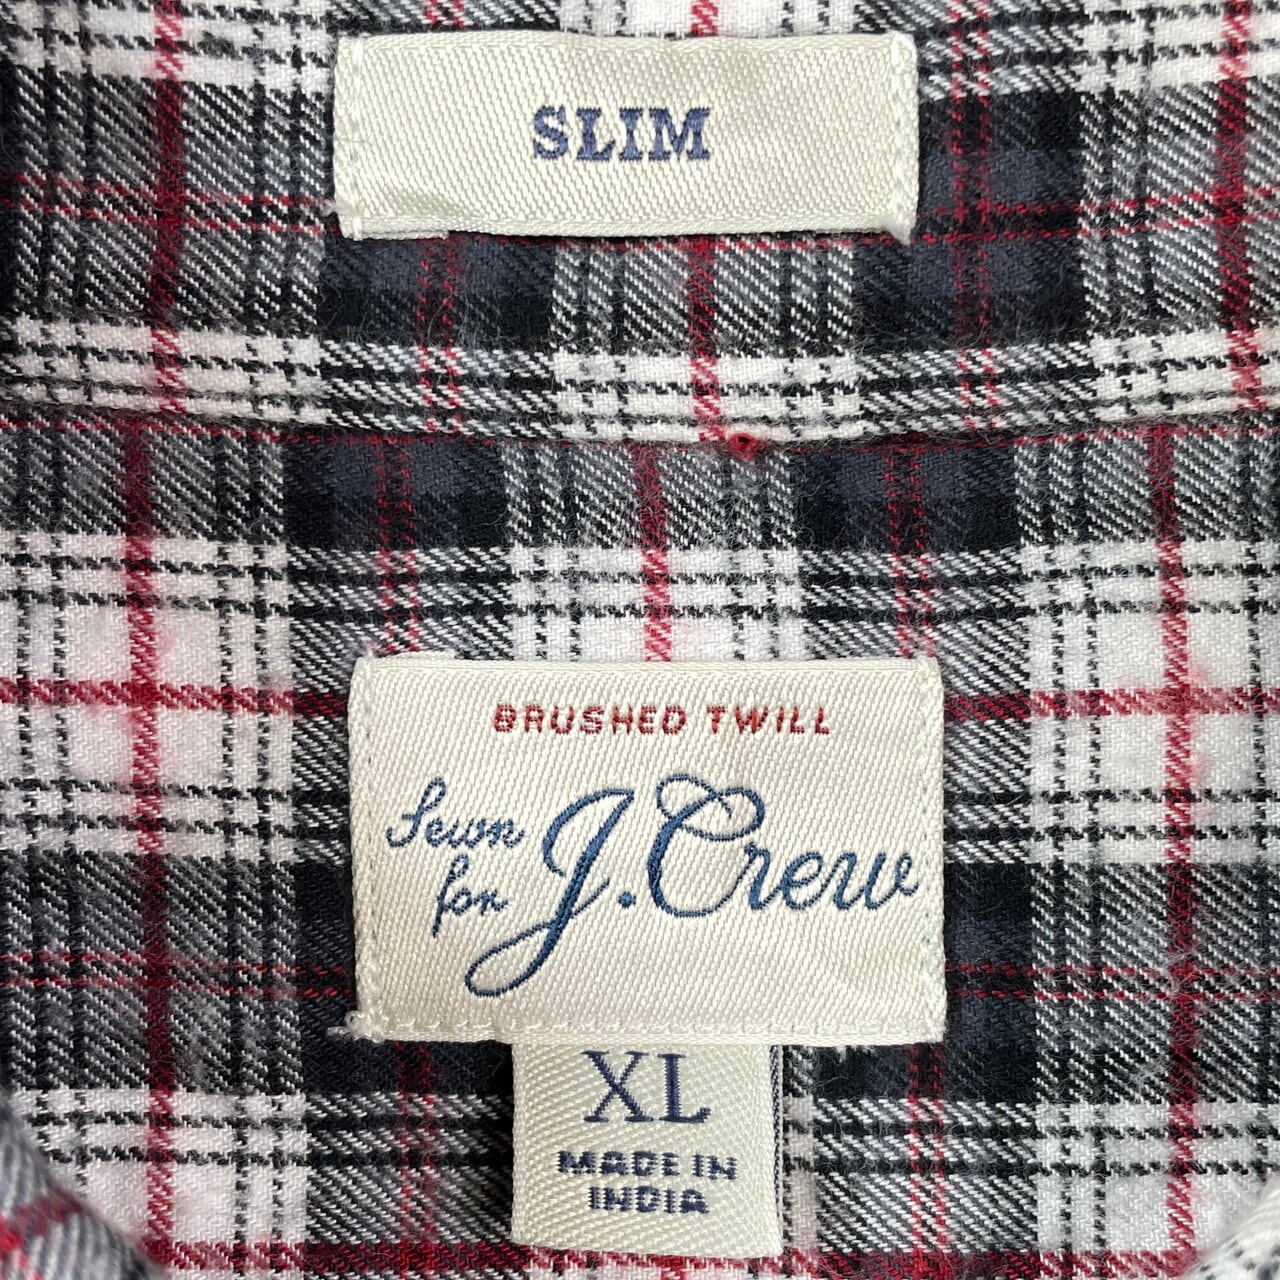 SLIM
BRUSHED TWILL
Sewn for J.Crew
XL
MADE IN
INDIA